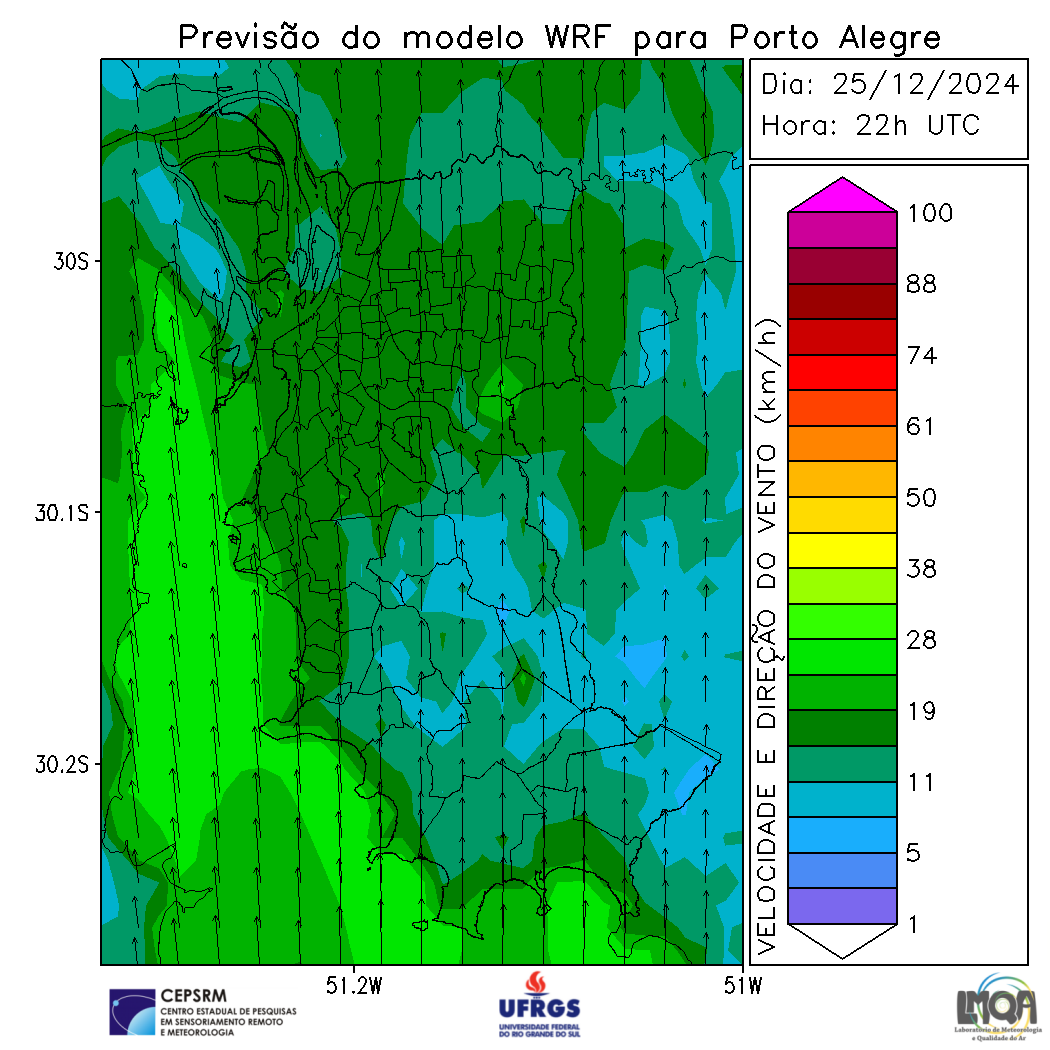 Previsão do modelo WRF para Porto Alegre
Dia: 25/12/2024
Hora: 22h UTC
30S
30.1S
30.2S
51.2W
51W
VELOCIDADE E DIREÇÃO DO VENTO (km/h)
100
88
74
61
50
38
28
19
11
5
1
CEPSRM
CENTRO ESTADUAL DE PESQUISAS
EM SENSORIAMENTO REMOTO
E METEOROLOGIA
UFRGS
UNIVERSIDADE FEDERAL
DO RIO GRANDE DO SUL
LMQA
Laboratório de Meteorologia
e Qualidade do Ar